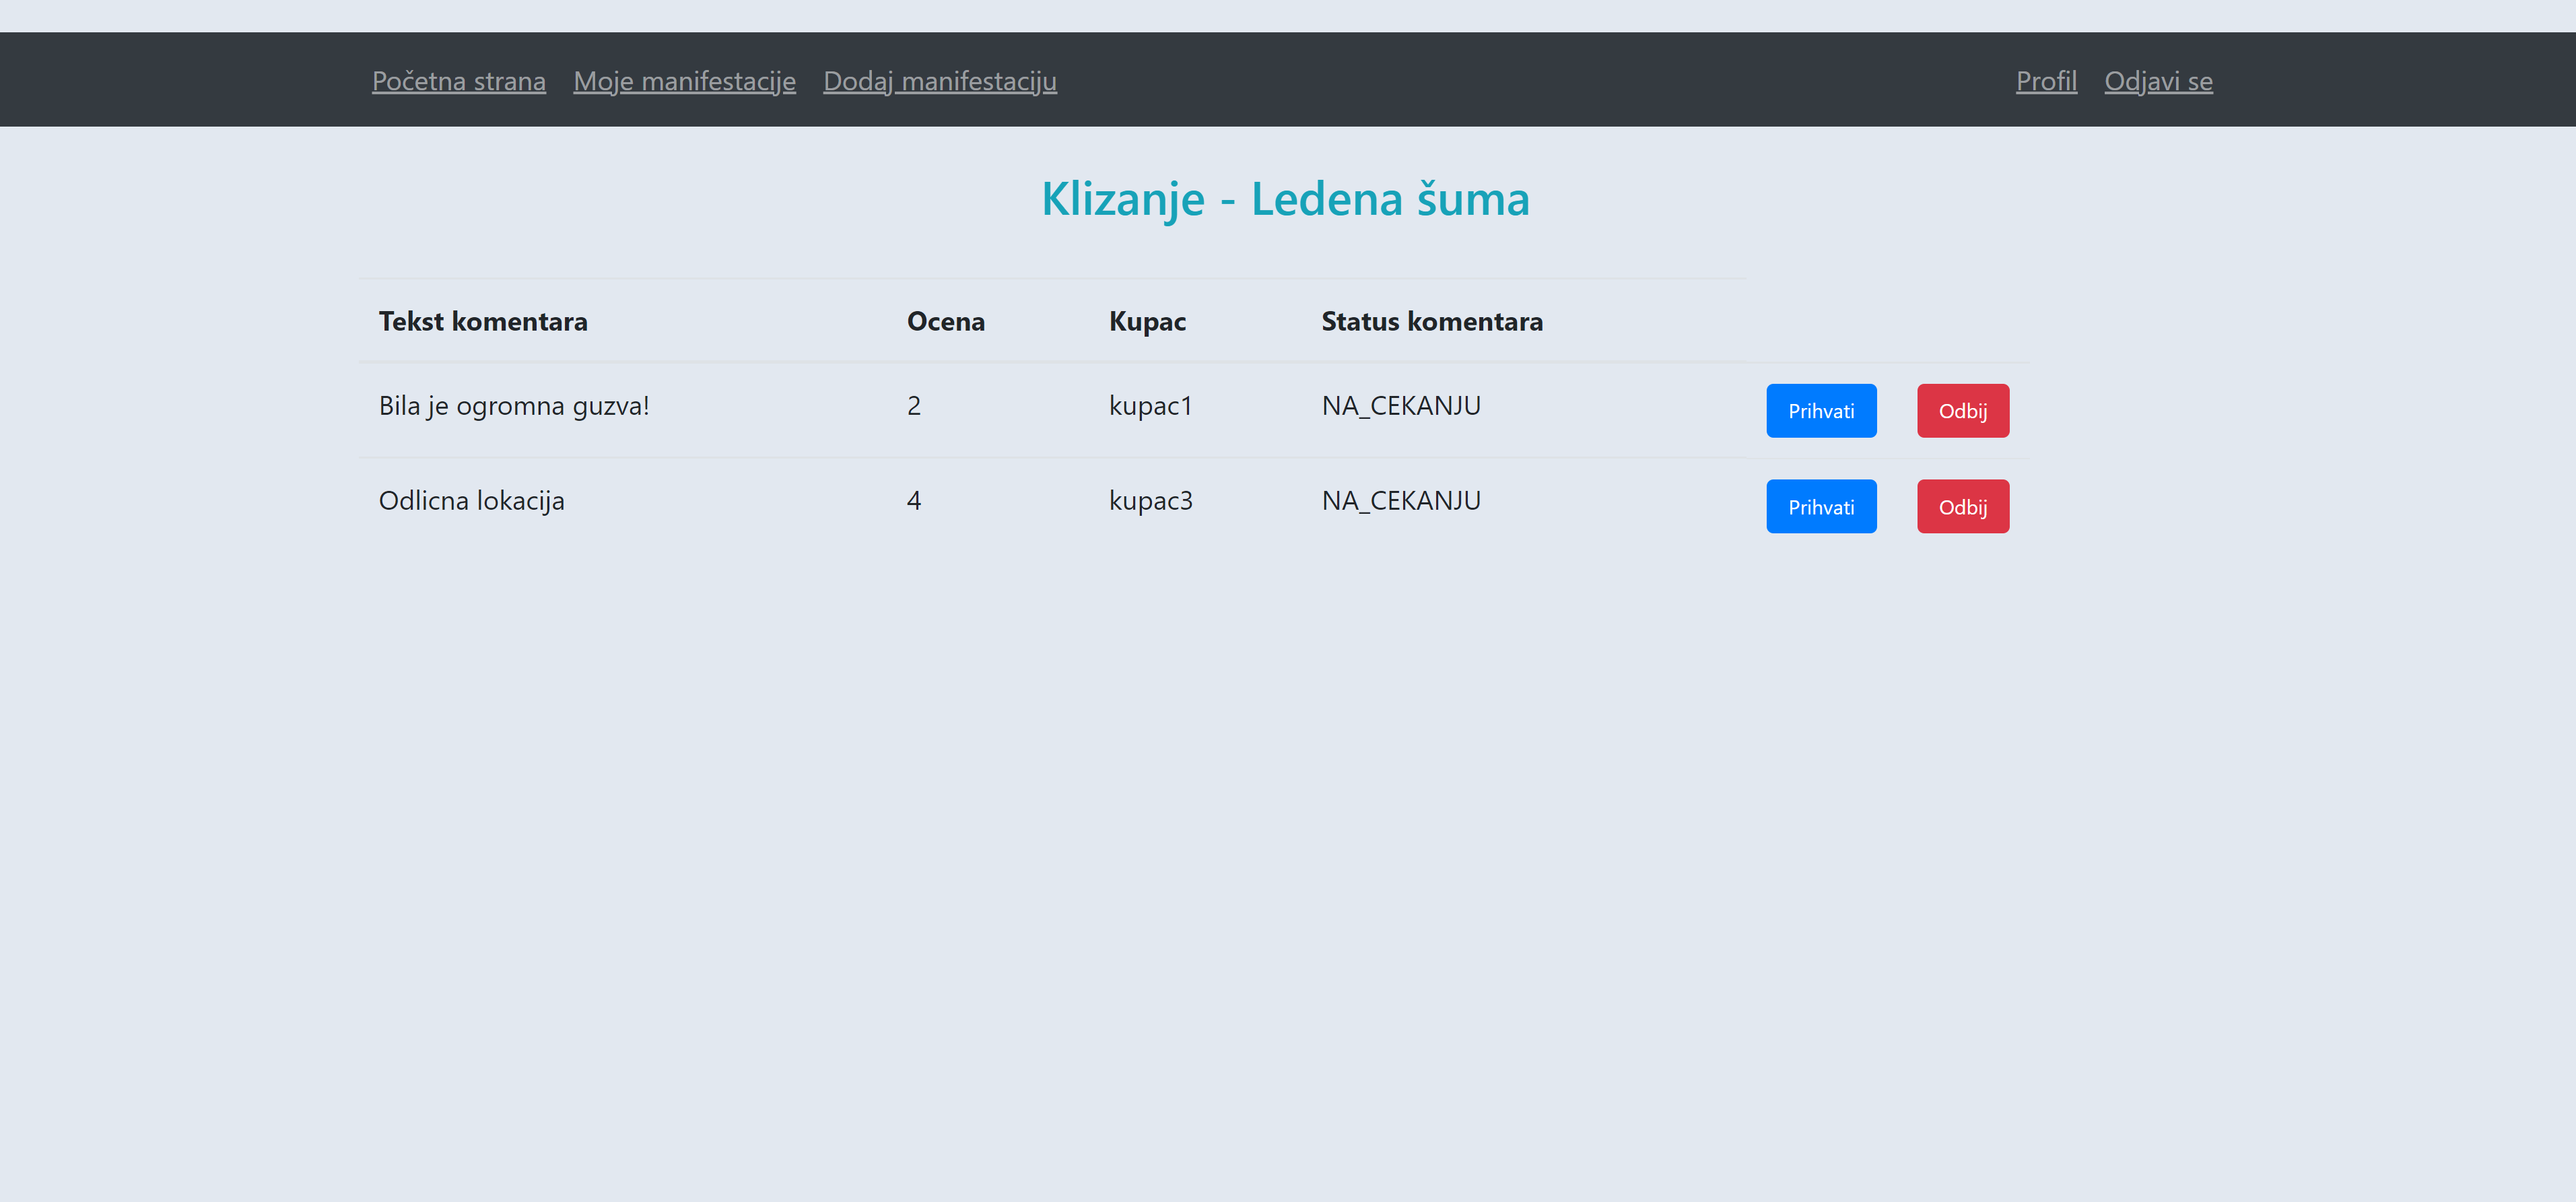 Početna strana Moje manifestacije Dodaj manifestaciju Profil Odjavi se
Klizanje - Ledena šuma
Tekst komentara Ocena Kupac Status komentara
Bila je ogromna guzva! 2 kupac1 NA_CEKANJU Prihvati Odbij
Odlicna lokacija 4 kupac3 NA_CEKANJU Prihvati Odbij